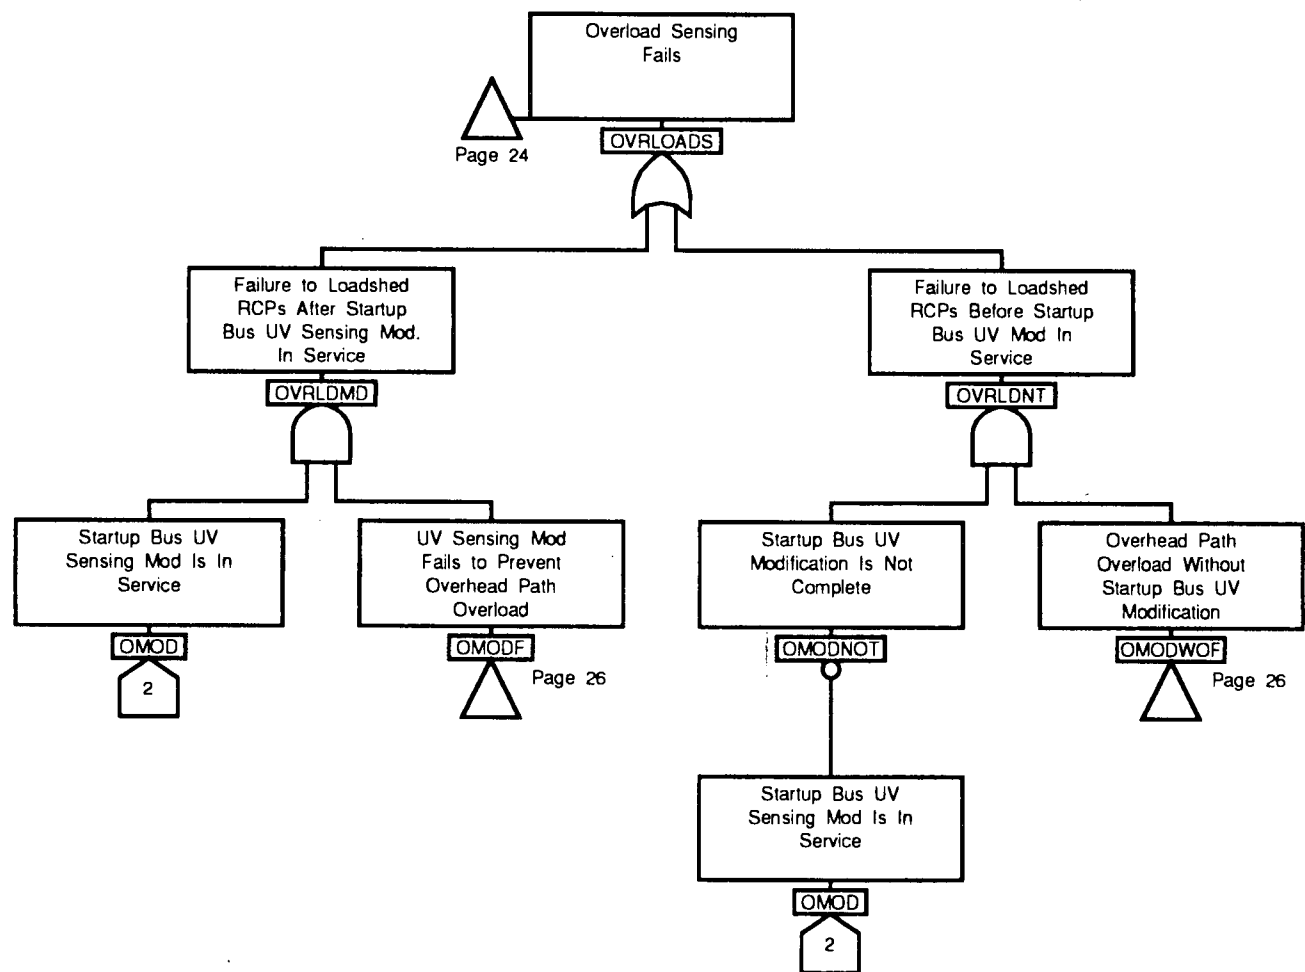 Overload Sensing
Fails
Page 24
OVRLOADS
Failure to Loadshed
RCPs After Startup
Bus UV Sensing Mod.
In Service
OVRLDMD
Failure to Loadshed
RCPs Before Startup
Bus UV Mod In
Service
OVRLDNT
Startup Bus UV
Sensing Mod Is In
Service
OMOD
2
UV Sensing Mod
Fails to Prevent
Overhead Path
Overload
OMODF
Page 26
Startup Bus UV
Modification Is Not
Complete
OMODNOT
Overhead Path
Overload Without
Startup Bus UV
Modification
OMODWOF
Page 26
Startup Bus UV
Sensing Mod Is In
Service
OMOD
2